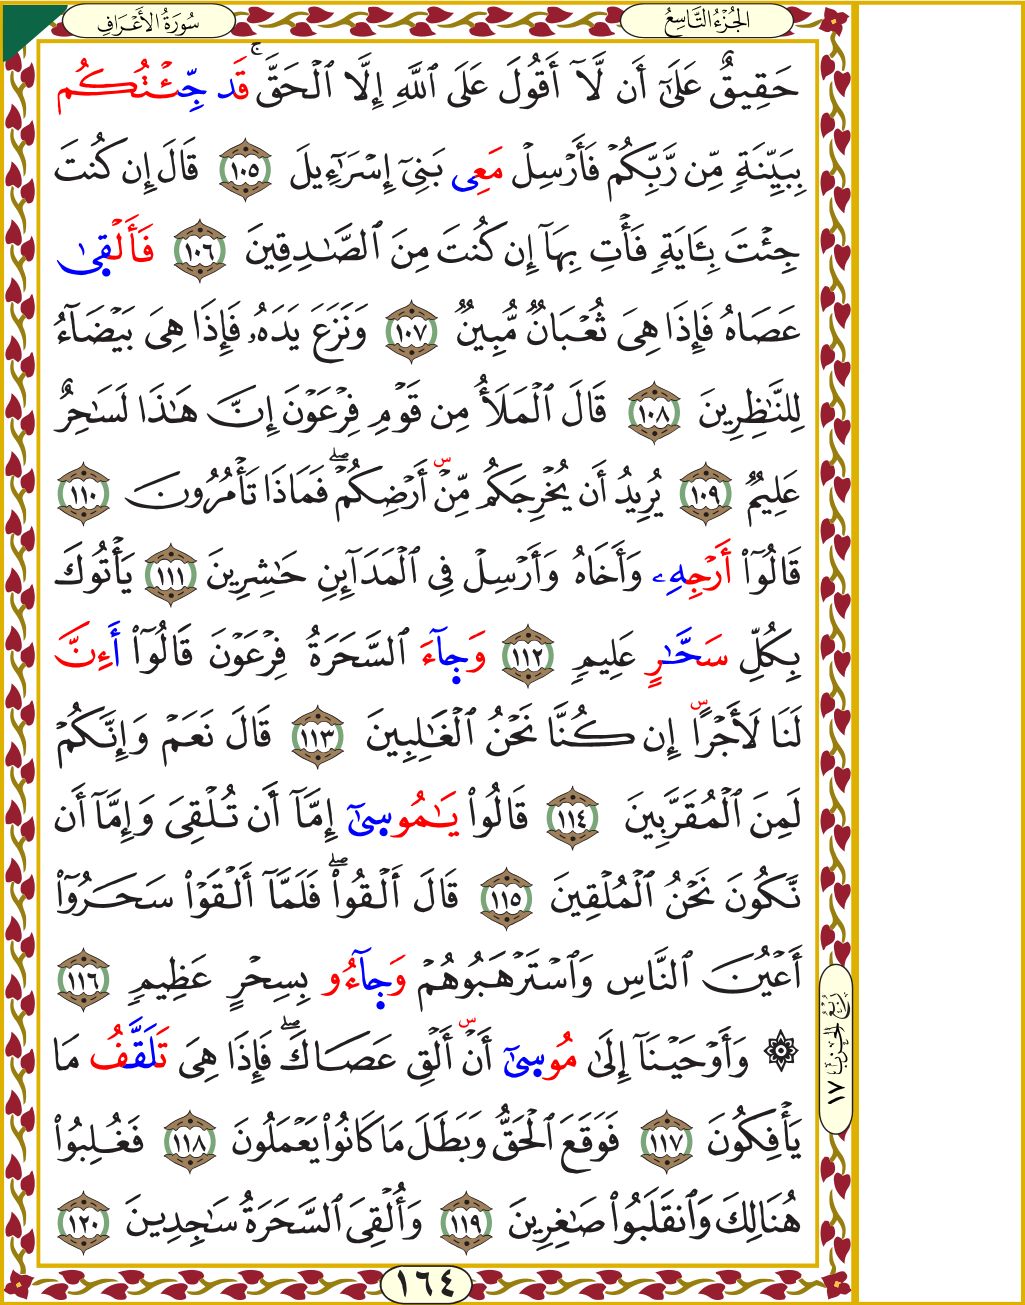 الجُزْءُ التَّاسِعُ
سُورَةُ الأَعْرَافِ
حَقِيقٌ عَلَىٰٓ أَن لَّآ أَقُولَ عَلَى ٱللَّهِ إِلَّا ٱلْحَقَّۚ قَد جِّئْتُكُم
بِبَيِّنَةٍ مِّن رَّبِّكُمْ فَأَرْسِلْ مَعِى بَنِىٓ إِسْرَٰٓءِيلَ ١٠٥ قَالَ إِن كُنتَ
جِئْتَ بِـَٔايَةٍ فَأْتِ بِهَآ إِن كُنتَ مِنَ ٱلصَّٰدِقِينَ ١٠٦ فَأَلْقَىٰ
عَصَاهُ فَإِذَا هِىَ ثُعْبَانٌ مُّبِينٌ ١٠٧ وَنَزَعَ يَدَهُۥ فَإِذَا هِىَ بَيْضَآءُ
لِلنَّٰظِرِينَ ١٠٨ قَالَ ٱلْمَلَأُ مِن قَوْمِ فِرْعَوْنَ إِنَّ هَٰذَا لَسَٰحِرٌ
عَلِيمٌ ١٠٩ يُرِيدُ أَن يُخْرِجَكُم مِّنْ أَرْضِكُمْۖ فَمَاذَا تَأْمُرُونَ ١١٠
قَالُوٓا۟ أَرْجِهِۦ وَأَخَاهُ وَأَرْسِلْ فِى ٱلْمَدَآئِنِ حَٰشِرِينَ ١١١ يَأْتُوكَ
بِكُلِّ سَحَّٰرٍ عَلِيمٍ ١١٢ وَجِآءَ ٱلسَّحَرَةُ فِرْعَوْنَ قَالُوٓا۟ أَءِنَّ
لَنَا لَأَجْرًا إِن كُنَّا نَحْنُ ٱلْغَٰلِبِينَ ١١٣ قَالَ نَعَمْ وَإِنَّكُمْ
لَمِنَ ٱلْمُقَرَّبِينَ ١١٤ قَالُوا۟ يَٰمُوسِىٰٓ إِمَّآ أَن تُلْقِىَ وَإِمَّآ أَن
نَّكُونَ نَحْنُ ٱلْمُلْقِينَ ١١٥ قَالَ أَلْقُوا۟ۖ فَلَمَّآ أَلْقَوْا۟ سَحَرُوٓا۟
أَعْيُنَ ٱلنَّاسِ وَٱسْتَرْهَبُوهُمْ وَجِآءُو بِسِحْرٍ عَظِيمٍ ١١٦
۞ وَأَوْحَيْنَآ إِلَىٰ مُوسِىٰٓ أَنْ أَلْقِ عَصَاكَۖ فَإِذَا هِىَ تَلَقَّفُ مَا
يَأْفِكُونَ ١١٧ فَوَقَعَ ٱلْحَقُّ وَبَطَلَ مَا كَانُوا۟ يَعْمَلُونَ ١١٨ فَغُلِبُوا۟
هُنَالِكَ وَٱنقَلَبُوا۟ صَٰغِرِينَ ١١٩ وَأُلْقِىَ ٱلسَّحَرَةُ سَٰجِدِينَ ١٢٠
رُبْعُ الحِزْبِ ١٧
١٦٤